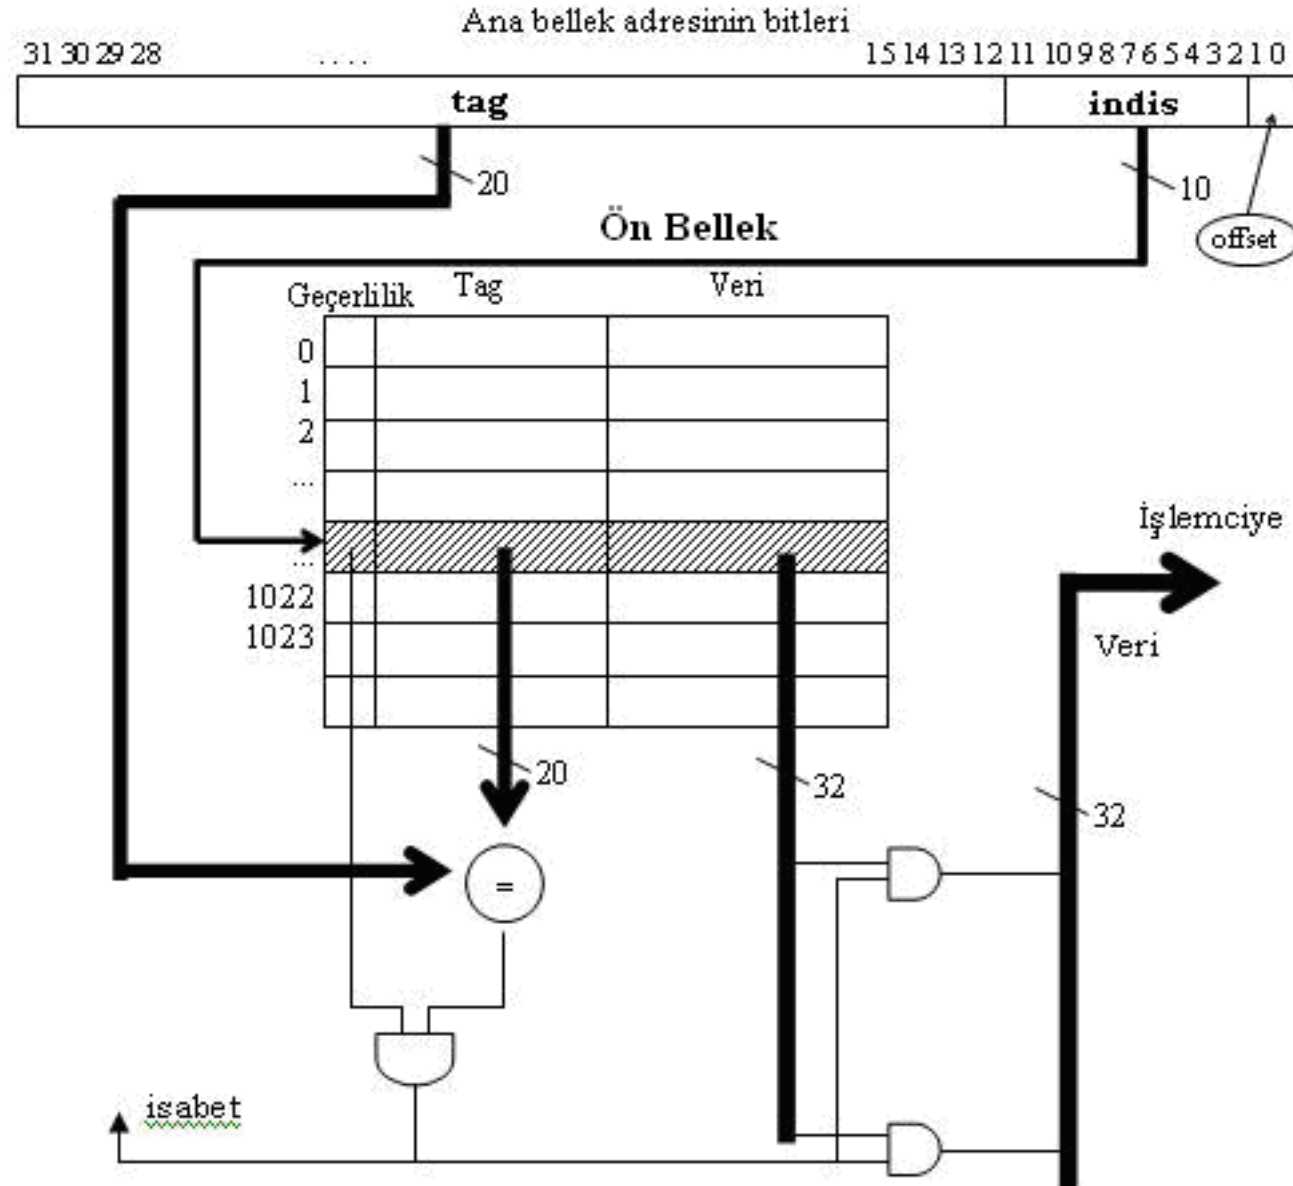 Ana bellek adresinin bitleri
31 30 29 28 .... 15 14 13 12 11 10 9 8 7 6 5 4 3 2 1 0
tag indis
20 10
offset
Ön Bellek
Geçerlilik Tag Veri
0
1
2
...
...
1022
1023
İşlemciye
Veri
20 32 32
=
isabet